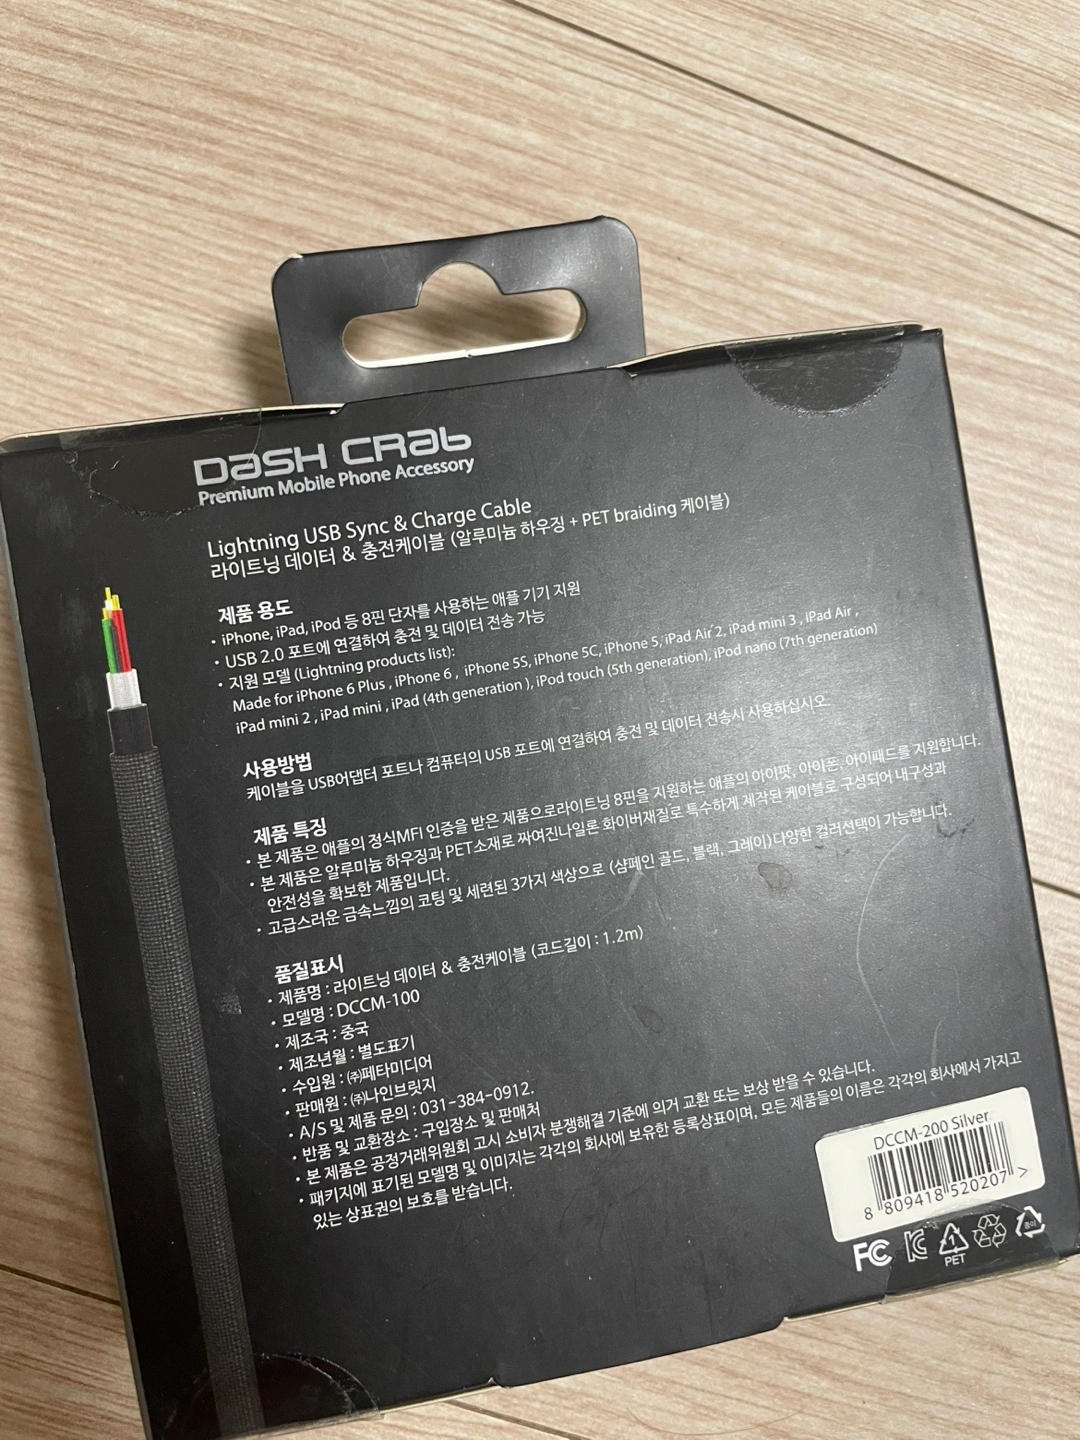 DASH CRab
Premium Mobile Phone Accessory
Lightning USB Sync & Charge Cable
라이트닝 데이터 & 충전케이블 (알루미늄 하우징 + PET braiding 케이블)
제품 용도
• iPhone, iPad, iPod 등 8핀 단자를 사용하는 애플 기기 지원
• USB 2.0 포트에 연결하여 충전 및 데이터 전송 가능
• 지원 모델 (Lightning products list):
Made for iPhone 6 Plus , iPhone 6 , iPhone 5S, iPhone 5C, iPhone 5, iPad Air 2, iPad mini 3 , iPad Air ,
iPad mini 2 , iPad mini , iPad (4th generation ), iPod touch (5th generation), iPod nano (7th generation)
사용방법
케이블을 USB어댑터 포트나 컴퓨터의 USB 포트에 연결하여 충전 및 데이터 전송시 사용하십시오.
제품 특징
• 본 제품은 애플의 정식MFI 인증을 받은 제품으로라이트닝 8핀을 지원하는 애플의 아이팟, 아이폰, 아이패드를 지원합니다.
• 본 제품은 알루미늄 하우징과 PET소재로 짜여진나일론 화이버재질로 특수하게 제작된 케이블로 구성되어 내구성과
안전성을 확보한 제품입니다.
• 고급스러운 금속느낌의 코팅 및 세련된 3가지 색상으로 (샴페인 골드, 블랙, 그레이)다양한 컬러선택이 가능합니다.
품질표시
• 제품명 : 라이트닝 데이터 & 충전케이블 (코드길이 : 1.2m)
• 모델명 : DCCM-100
• 제조국 : 중국
• 제조년월 : 별도표기
• 수입원 : ㈜페타미디어
• 판매원 : ㈜나인브릿지
• A/S 및 제품 문의 : 031-384-0912.
• 반품 및 교환장소 : 구입장소 및 판매처
• 본 제품은 공정거래위원회 고시 소비자 분쟁해결 기준에 의거 교환 또는 보상 받을 수 있습니다.
• 패키지에 표기된 모델명 및 이미지는 각각의 회사에 보유한 등록상표이며, 모든 제품들의 이름은 각각의 회사에서 가지고
있는 상표권의 보호를 받습니다.
DCCM-200 Silver
8 809418 520207 >
FC
1
PET
종이